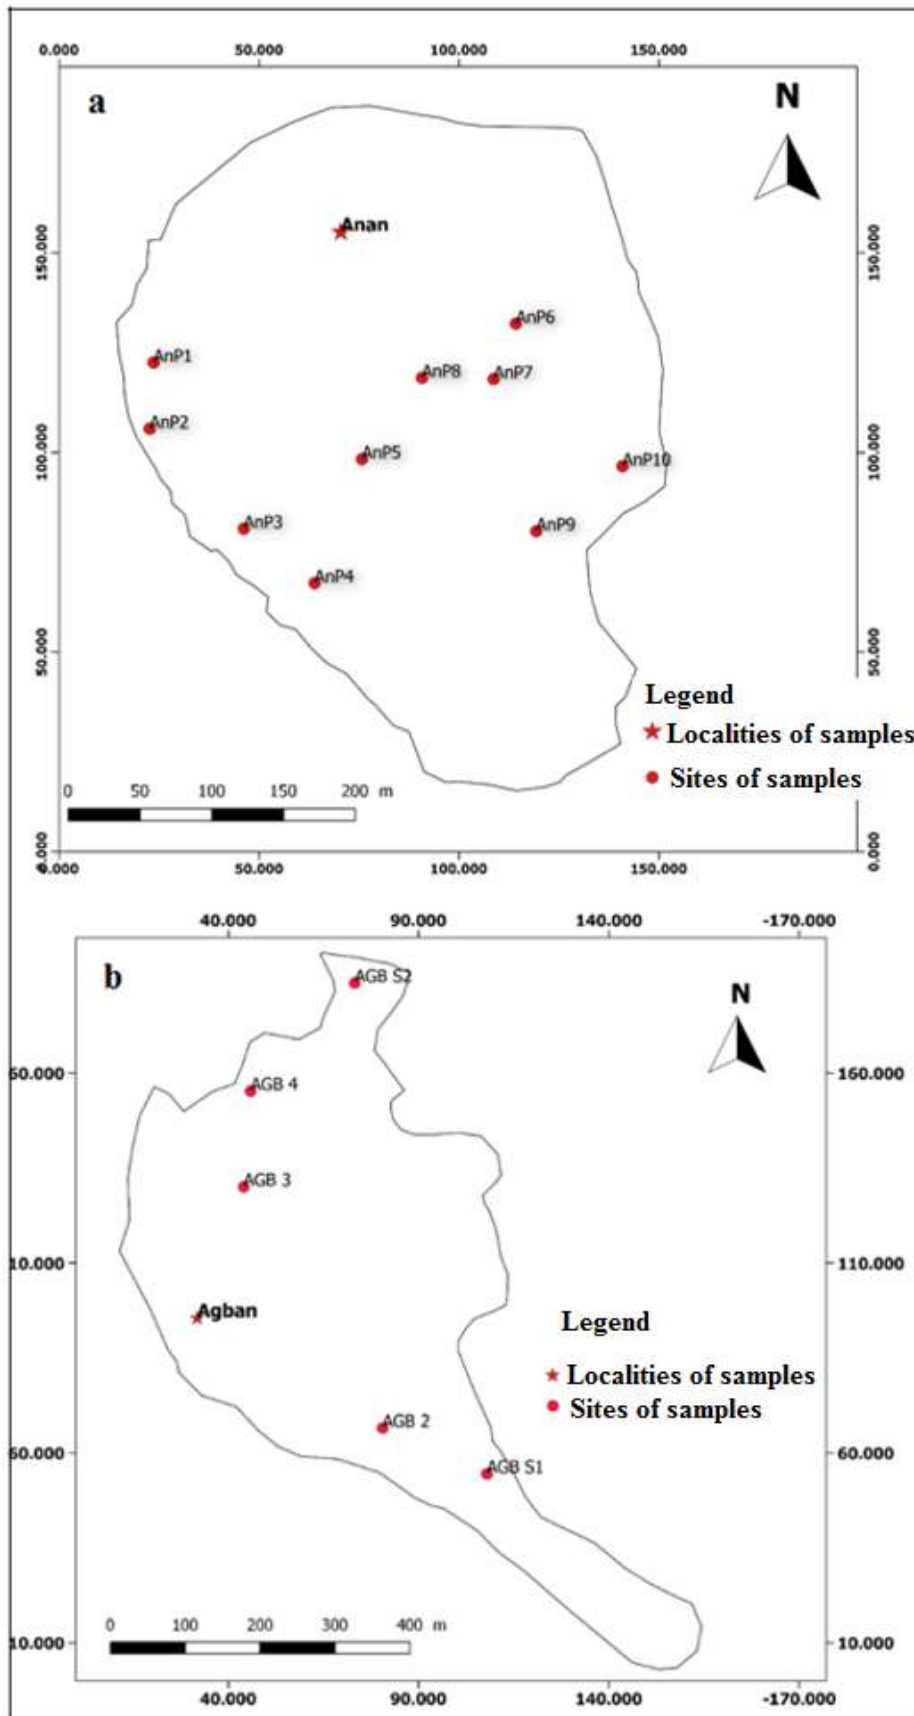 0.000 50.000 100.000 150.000
a
N
Anan
150.000 150.000
AnP6
AnP1
AnP8 AnP7
AnP2
AnP5 AnP10
100.000 100.000
AnP3 AnP9
AnP4
50.000 50.000
Legend
Localities of samples
Sites of samples
0 50 100 150 200 m
0.000 0.000
0.000 50.000 100.000 150.000
40.000 90.000 140.000 -170.000
b
AGB S2
N
60.000 160.000
AGB 4
AGB 3
10.000 110.000
Agban
Legend
Localities of samples
Sites of samples
AGB 2
60.000 60.000
AGB S1
0 100 200 300 400 m
10.000 10.000
40.000 90.000 140.000 -170.000